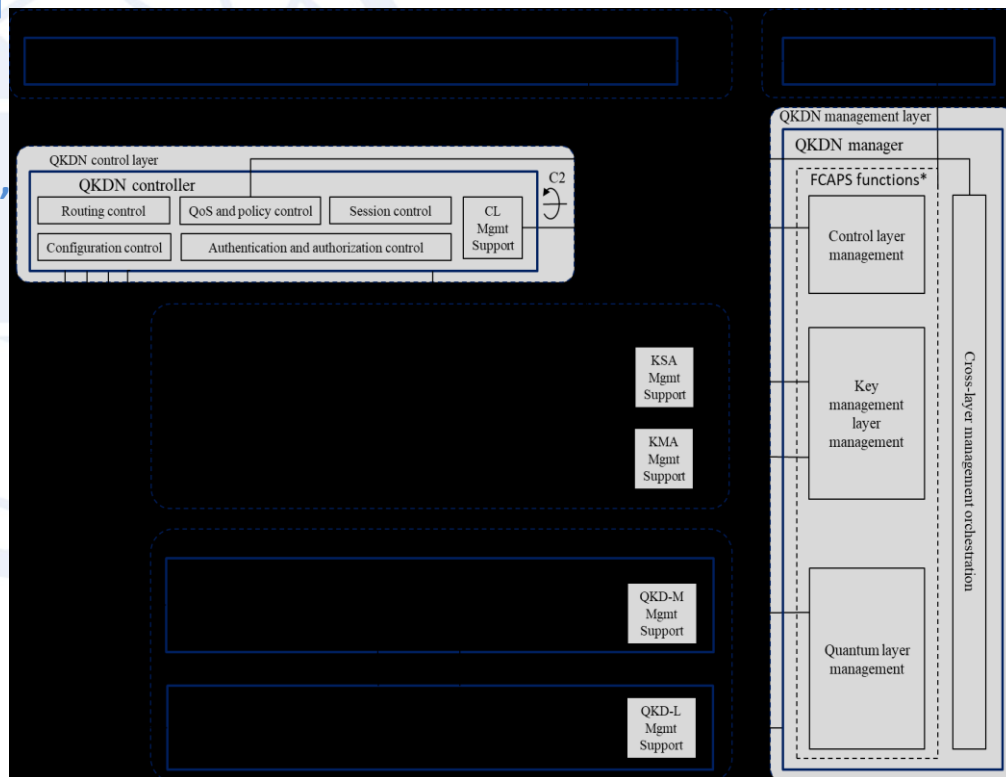 QKDN management layer
QKDN manager
FCAPS functions*
Control layer
management
Key
management
layer
management
Quantum layer
management
Cross-layer management orchestration
QKDN control layer
QKDN controller
C2
Routing control
QoS and policy control
Session control
CL
Mgmt
Support
Configuration control
Authentication and authorization control
KSA
Mgmt
Support
KMA
Mgmt
Support
QKD-M
Mgmt
Support
QKD-L
Mgmt
Support